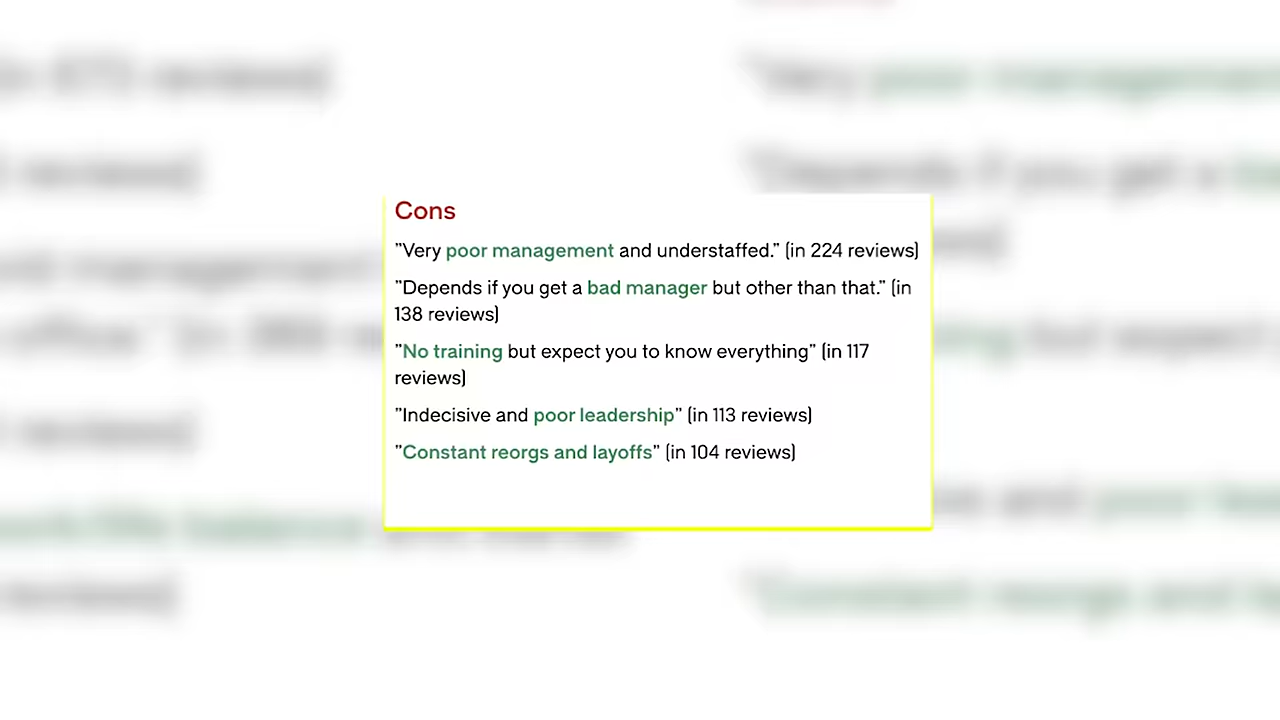 Cons
"Very poor management and understaffed." (in 224 reviews)
"Depends if you get a bad manager but other than that." (in
138 reviews)
"No training but expect you to know everything" (in 117
reviews)
"Indecisive and poor leadership" (in 113 reviews)
"Constant reorgs and layoffs" (in 104 reviews)